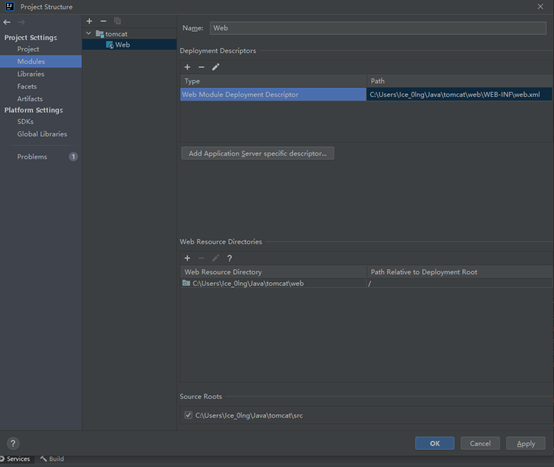 Project Structure
Project Settings
Project
Modules
Libraries
Facets
Artifacts
Platform Settings
SDKs
Global Libraries
Problems 1
tomcat
Web
Name: Web
Deployment Descriptors
Type Path
Web Module Deployment Descriptor C:\Users\Ice_0lng\Java\tomcat\web\WEB-INF\web.xml
Add Application Server specific descriptor...
Web Resource Directories
Web Resource Directory Path Relative to Deployment Root
C:\Users\Ice_0lng\Java\tomcat\web /
Source Roots
C:\Users\Ice_0lng\Java\tomcat\src
? OK Cancel Apply
Services Build